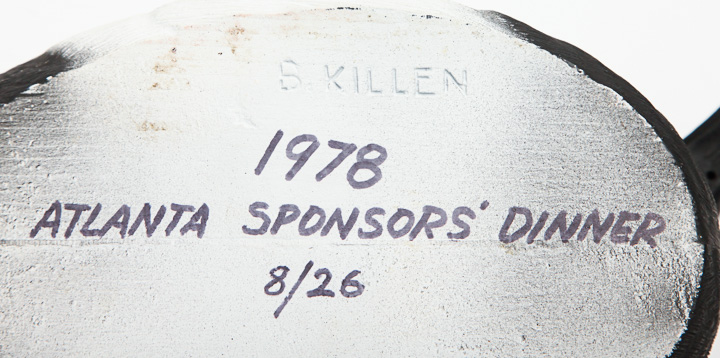 S. KILLEN
1978
ATLANTA SPONSORS' DINNER
8/26